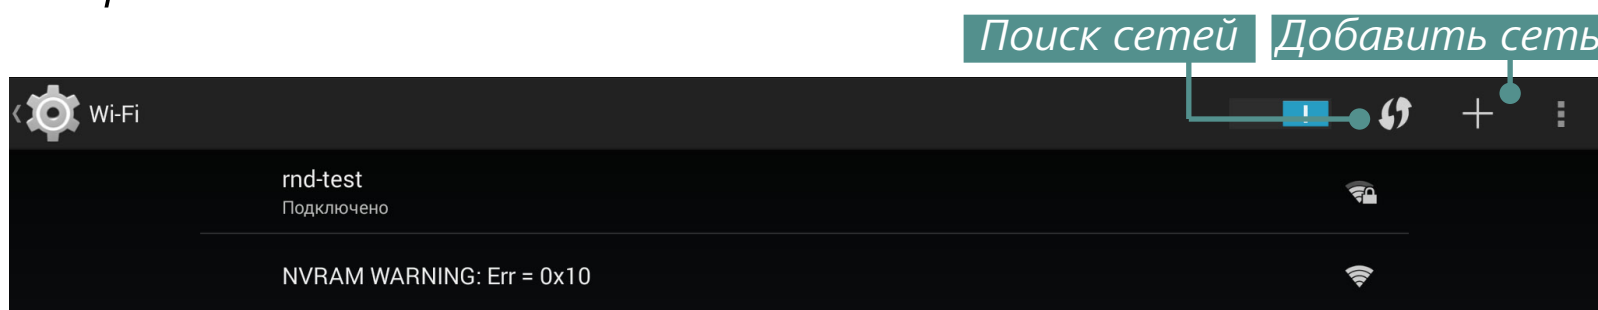 Поиск сетей Добавить сеть
Wi-Fi
rnd-test
Подключено
NVRAM WARNING: Err = 0x10